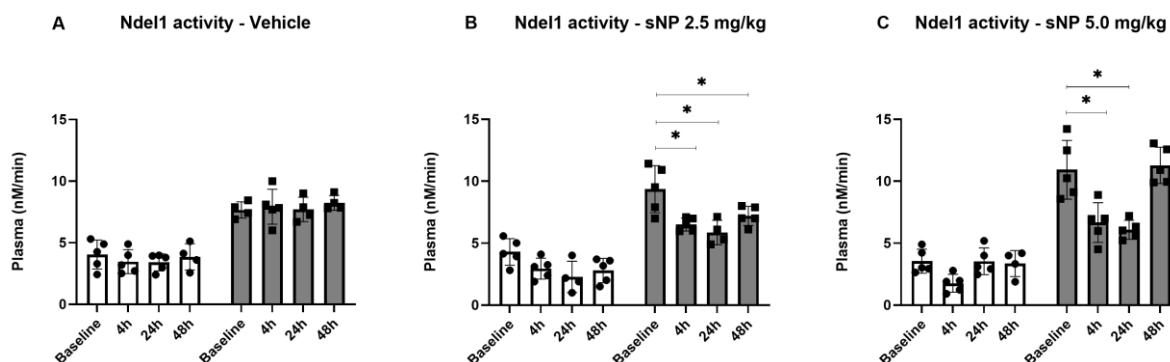 A Ndel1 activity - Vehicle
Plasma (nM/min)
15
10
5
0
Baseline 4h 24h 48h Baseline 4h 24h 48h
B Ndel1 activity - sNP 2.5 mg/kg
Plasma (nM/min)
15
10
5
0
* * *
Baseline 4h 24h 48h Baseline 4h 24h 48h
C Ndel1 activity - sNP 5.0 mg/kg
Plasma (nM/min)
15
10
5
0
* *
Baseline 4h 24h 48h Baseline 4h 24h 48h